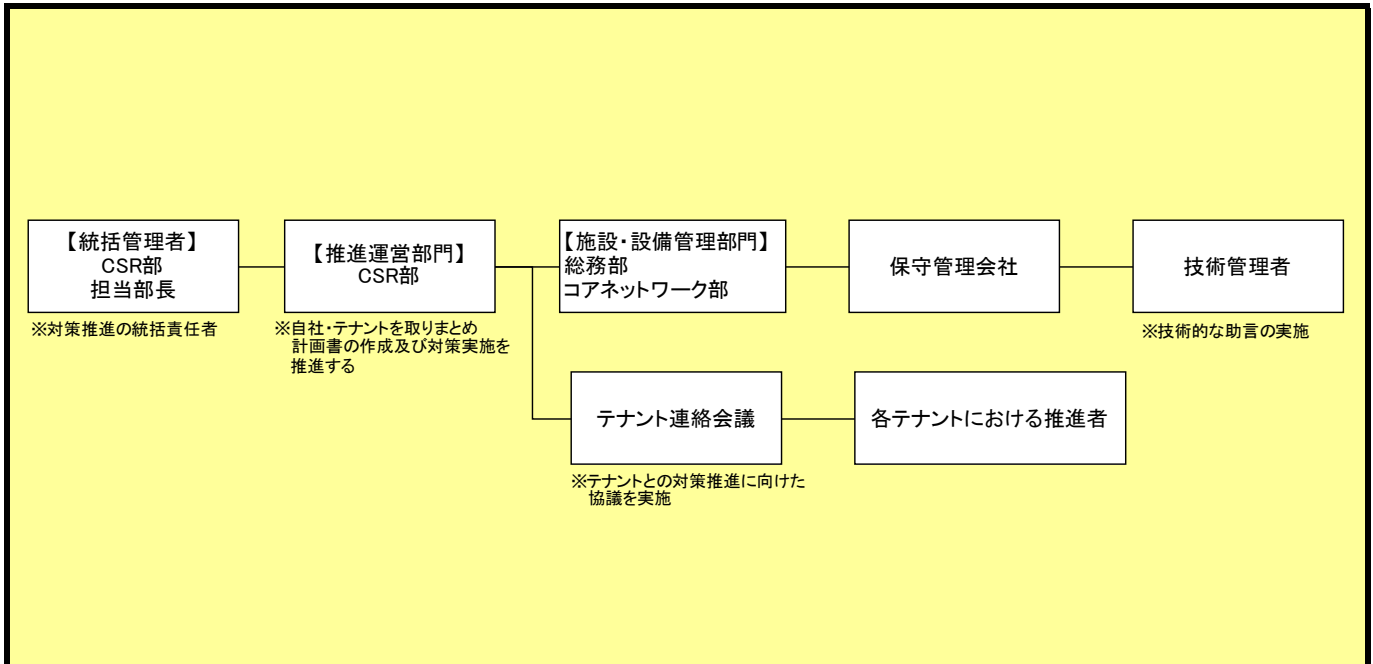 【統括管理者】
CSR部
担当部長
※対策推進の統括責任者
【推進運営部門】
CSR部
※自社・テナントを取りまとめ
計画書の作成及び対策実施を
推進する
【施設・設備管理部門】
総務部
コアネットワーク部
保守管理会社
技術管理者
※技術的な助言の実施
テナント連絡会議
※テナントとの対策推進に向けた
協議を実施
各テナントにおける推進者